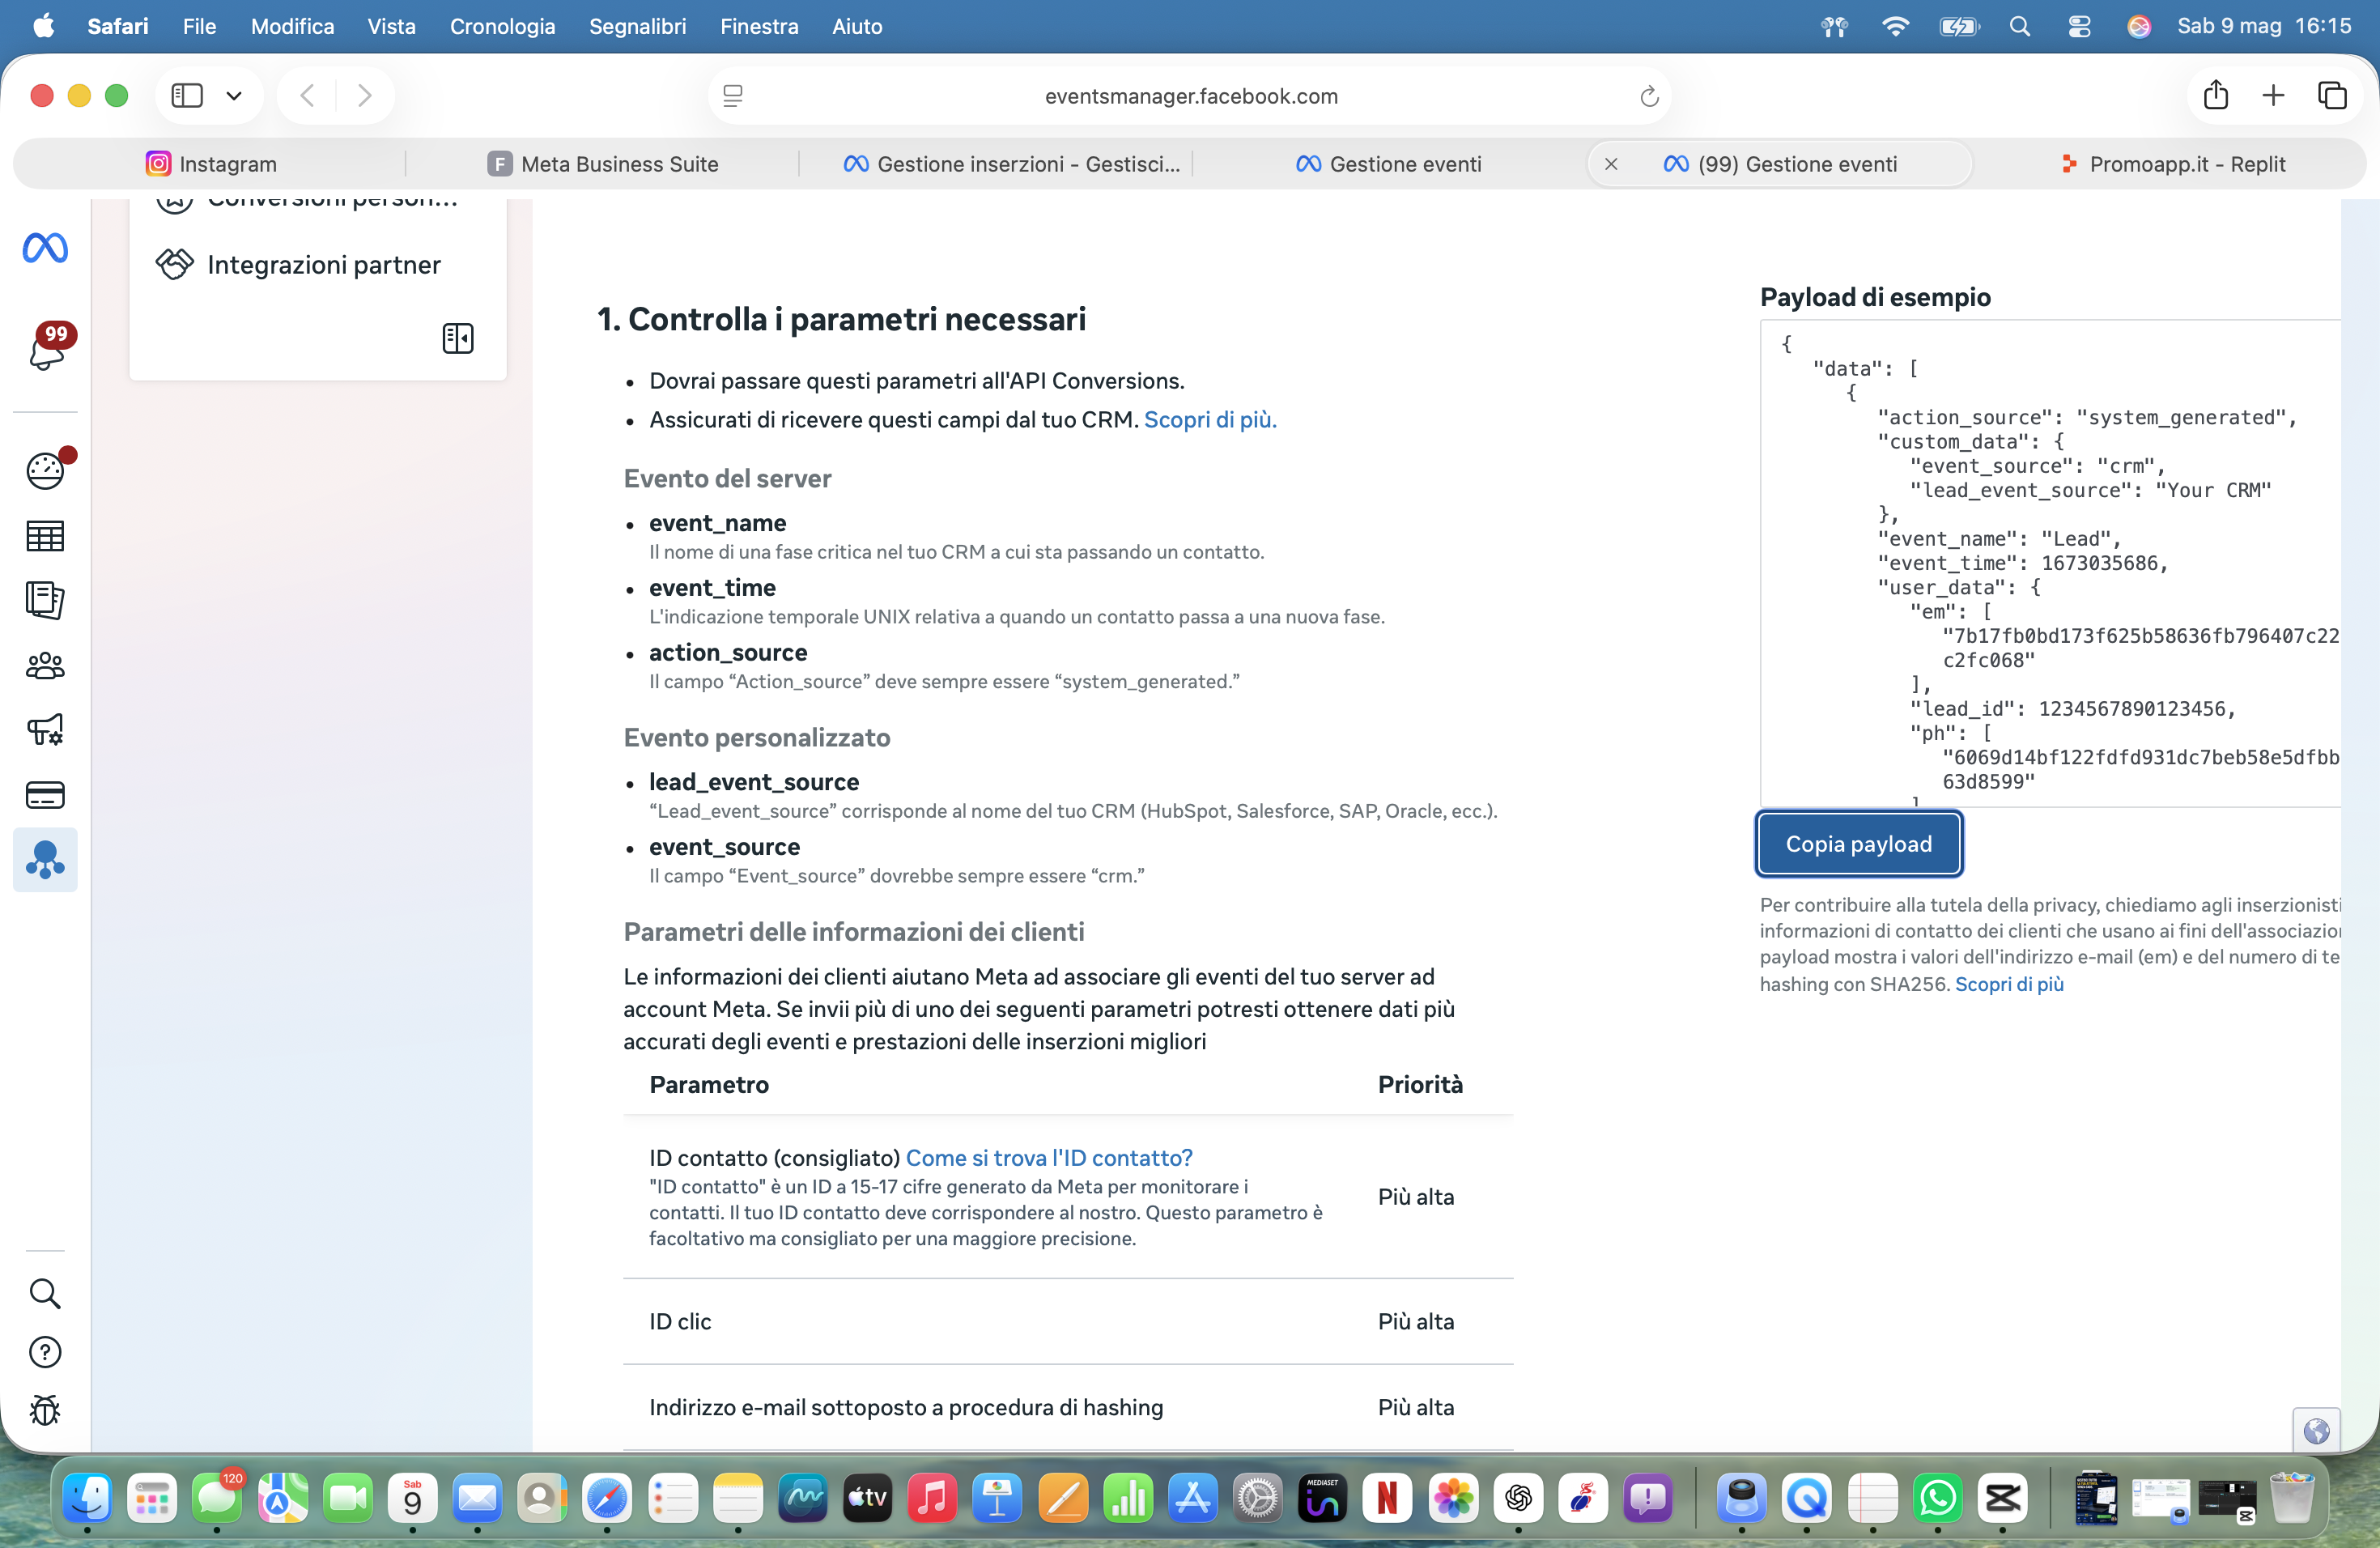 Safari File Modifica Vista Cronologia Segnalibri Finestra Aiuto Sab 9 mag 16:15
eventsmanager.facebook.com
Instagram
F Meta Business Suite
Gestione inserzioni - Gestisci...
Gestione eventi
(99) Gestione eventi
Promoapp.it - Replit
99
Integrazioni partner
1. Controlla i parametri necessari
• Dovrai passare questi parametri all'API Conversions.
• Assicurati di ricevere questi campi dal tuo CRM. Scopri di più.
Evento del server
• event_name
Il nome di una fase critica nel tuo CRM a cui sta passando un contatto.
• event_time
L'indicazione temporale UNIX relativa a quando un contatto passa a una nuova fase.
• action_source
Il campo “Action_source” deve sempre essere “system_generated.”
Evento personalizzato
• lead_event_source
“Lead_event_source” corrisponde al nome del tuo CRM (HubSpot, Salesforce, SAP, Oracle, ecc.).
• event_source
Il campo “Event_source” dovrebbe sempre essere “crm.”
Parametri delle informazioni dei clienti
Le informazioni dei clienti aiutano Meta ad associare gli eventi del tuo server ad
account Meta. Se invii più di uno dei seguenti parametri potresti ottenere dati più
accurati degli eventi e prestazioni delle inserzioni migliori
Parametro Priorità
ID contatto (consigliato) Come si trova l'ID contatto?
"ID contatto" è un ID a 15-17 cifre generato da Meta per monitorare i
contatti. Il tuo ID contatto deve corrispondere al nostro. Questo parametro è
facoltativo ma consigliato per una maggiore precisione.
Più alta
ID clic Più alta
Indirizzo e-mail sottoposto a procedura di hashing Più alta
Payload di esempio
{
"data": [
{
"action_source": "system_generated",
"custom_data": {
"event_source": "crm",
"lead_event_source": "Your CRM"
},
"event_name": "Lead",
"event_time": 1673035686,
"user_data": {
"em": [
"7b17fb0bd173f625b58636fb796407c22
c2fc068"
],
"lead_id": 1234567890123456,
"ph": [
"6069d14bf122fdfd931dc7beb58e5dfbb
63d8599"
]
Copia payload
Per contribuire alla tutela della privacy, chiediamo agli inserzionisti
informazioni di contatto dei clienti che usano ai fini dell'associazio
payload mostra i valori dell'indirizzo e-mail (em) e del numero di te
hashing con SHA256. Scopri di più
120
Sab
9
tv
MEDIASET
in
N